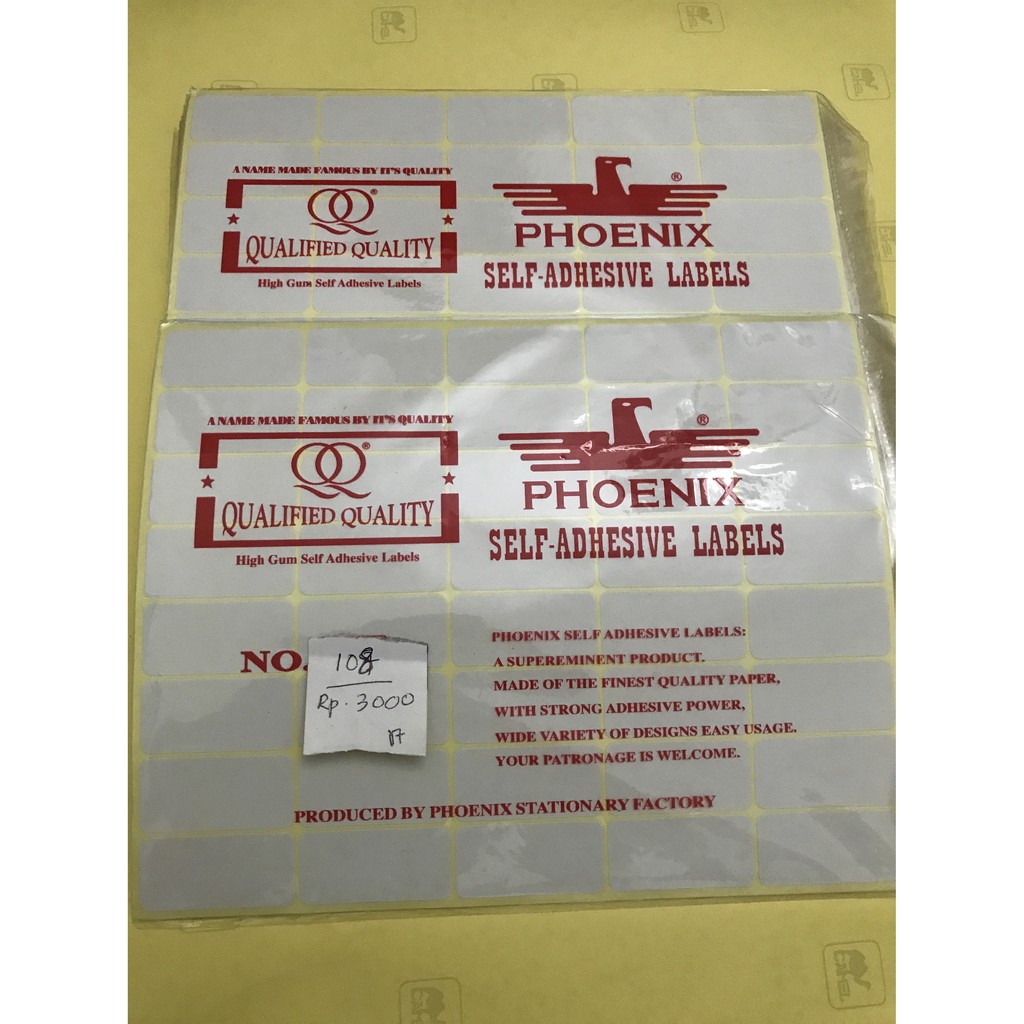 A NAME MADE FAMOUS BY IT'S QUALITY
QQ®
QUALIFIED QUALITY
High Gum Self Adhesive Labels
®
PHOENIX
SELF-ADHESIVE LABELS
A NAME MADE FAMOUS BY IT'S QUALITY
QQ®
QUALIFIED QUALITY
High Gum Self Adhesive Labels
®
PHOENIX
SELF-ADHESIVE LABELS
NO.
Rp. 3000
PHOENIX SELF ADHESIVE LABELS:
A SUPEREMINENT PRODUCT.
MADE OF THE FINEST QUALITY PAPER,
WITH STRONG ADHESIVE POWER,
WIDE VARIETY OF DESIGNS EASY USAGE.
YOUR PATRONAGE IS WELCOME.
PRODUCED BY PHOENIX STATIONARY FACTORY